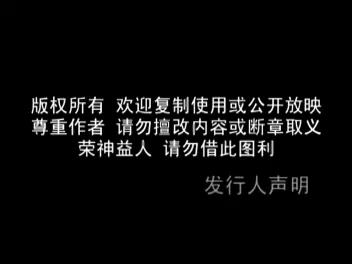 版权所有 欢迎复制使用或公开放映
尊重作者 请勿擅改内容或断章取义
荣神益人 请勿借此图利
发行人声明